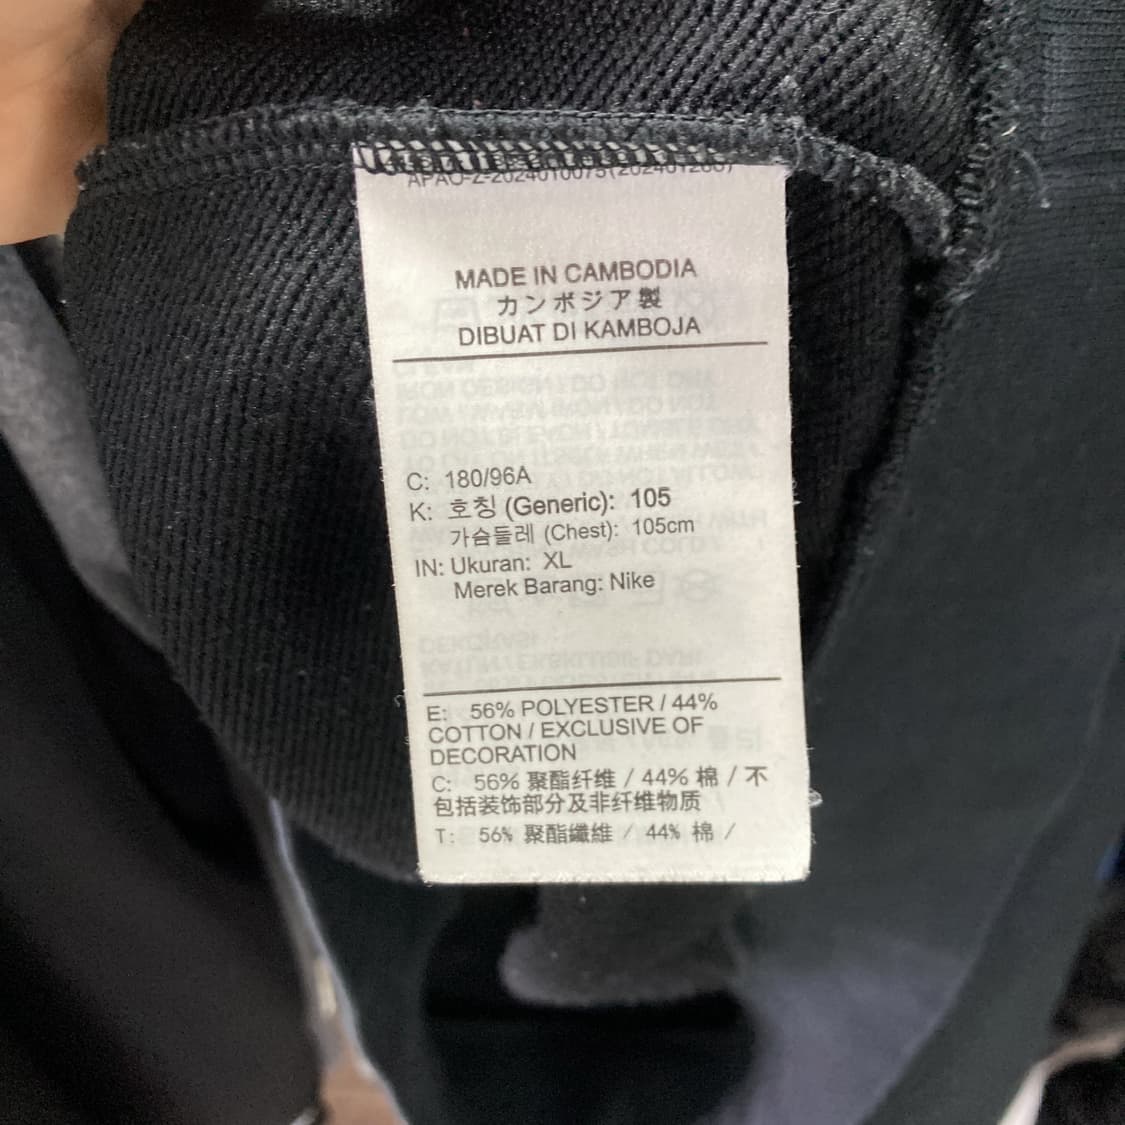 APAO-Z-2024010075(20240126
MADE IN CAMBODIA
カンボジア製
DIBUAT DI KAMBOJA
C: 180/96A
K: 호칭 (Generic): 105
가슴둘레 (Chest): 105cm
IN: Ukuran: XL
Merek Barang: Nike
E: 56% POLYESTER / 44%
COTTON / EXCLUSIVE OF
DECORATION
C: 56% 聚酯纤维 / 44% 棉 / 不
包括装饰部分及非纤维物质
T: 56% 聚酯纖維 / 44% 棉 /